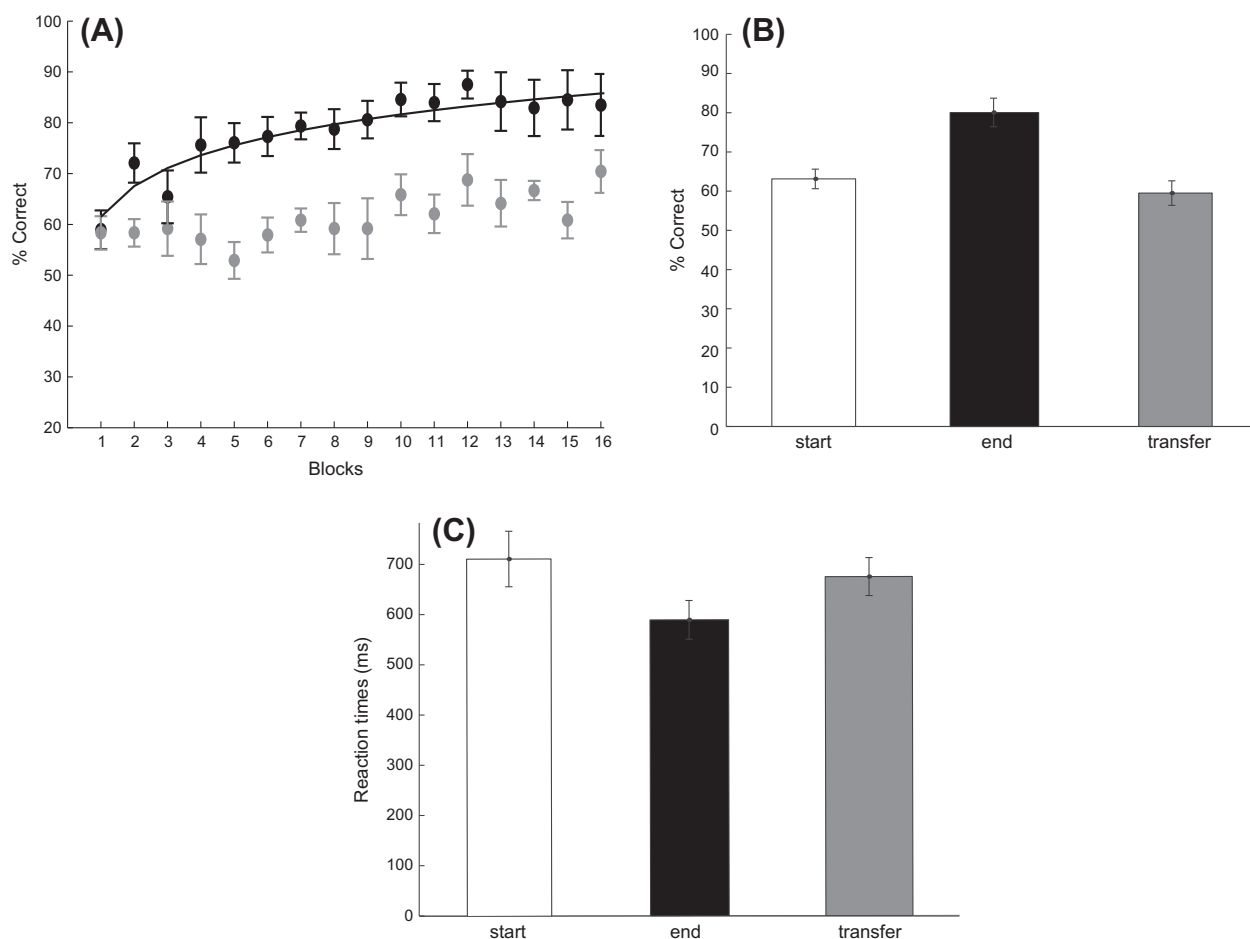 (A)
100
90
80
70
60
50
40
30
20
% Correct
1 2 3 4 5 6 7 8 9 10 11 12 13 14 15 16
Blocks
(B)
100
90
80
70
60
50
40
30
20
10
0
% Correct
start end transfer
(C)
700
600
500
400
300
200
100
0
Reaction times (ms)
start end transfer